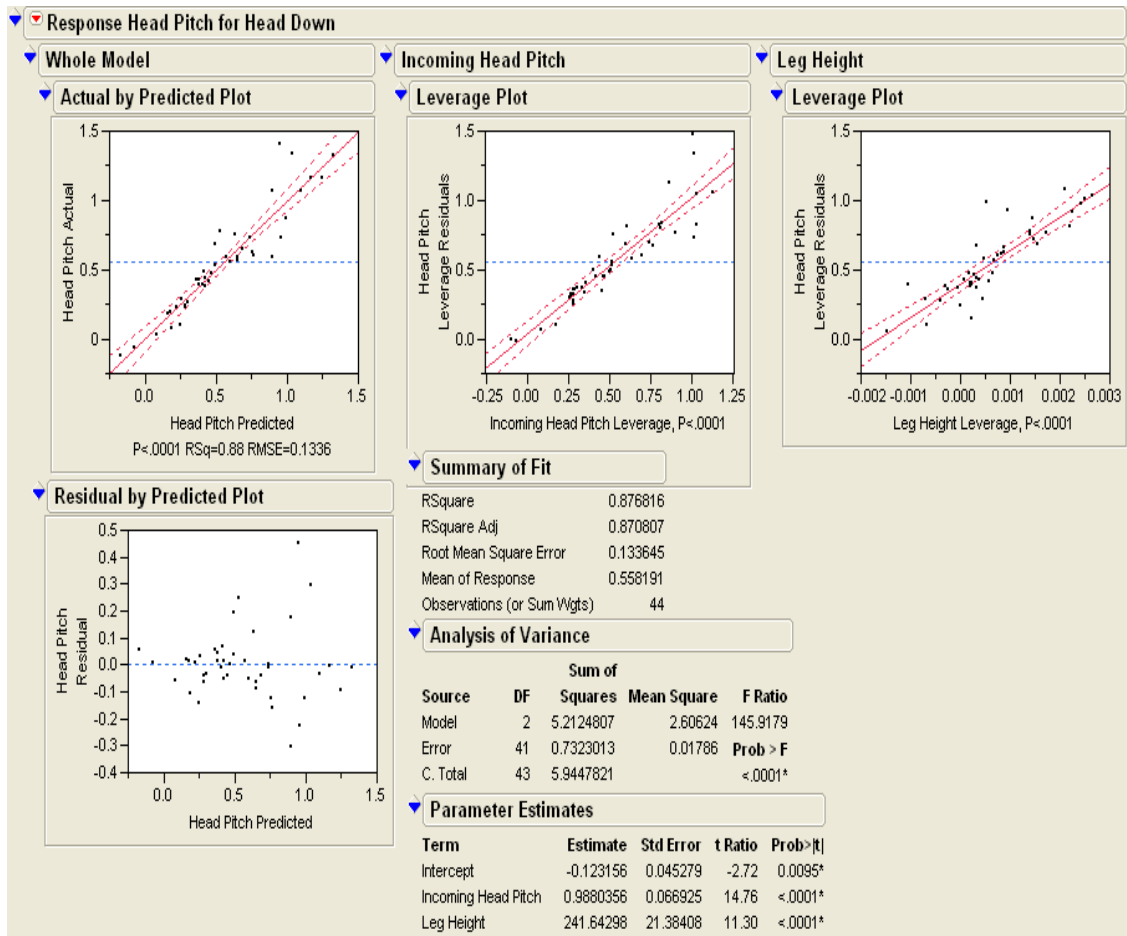 Response Head Pitch for Head Down
Whole Model
Actual by Predicted Plot
Head Pitch Actual
1.5
1
0.5
0
0.0 0.5 1.0 1.5
Head Pitch Predicted
P<.0001 RSq=0.88 RMSE=0.1336
Residual by Predicted Plot
Head Pitch
Residual
0.5
0.4
0.3
0.2
0.1
0.0
-0.1
-0.2
-0.3
-0.4
0.0 0.5 1.0 1.5
Head Pitch Predicted
Incoming Head Pitch
Leverage Plot
Head Pitch
Leverage Residuals
1.5
1.0
0.5
0.0
-0.25 0.00 0.25 0.50 0.75 1.00 1.25
Incoming Head Pitch Leverage, P<.0001
Leg Height
Leverage Plot
Head Pitch
Leverage Residuals
1.5
1.0
0.5
0.0
-0.002 -0.001 0.000 0.001 0.002 0.003
Leg Height Leverage, P<.0001
Summary of Fit
RSquare 0.876816
RSquare Adj 0.870807
Root Mean Square Error 0.133645
Mean of Response 0.558191
Observations (or Sum Wgts) 44
Analysis of Variance
Sum of
Source DF Squares Mean Square F Ratio
Model 2 5.2124807 2.60624 145.9179
Error 41 0.7323013 0.01786 Prob > F
C. Total 43 5.9447821 <.0001*
Parameter Estimates
Term Estimate Std Error t Ratio Prob>|t|
Intercept -0.123156 0.045279 -2.72 0.0095*
Incoming Head Pitch 0.9880356 0.066925 14.76 <.0001*
Leg Height 241.64298 21.38408 11.30 <.0001*